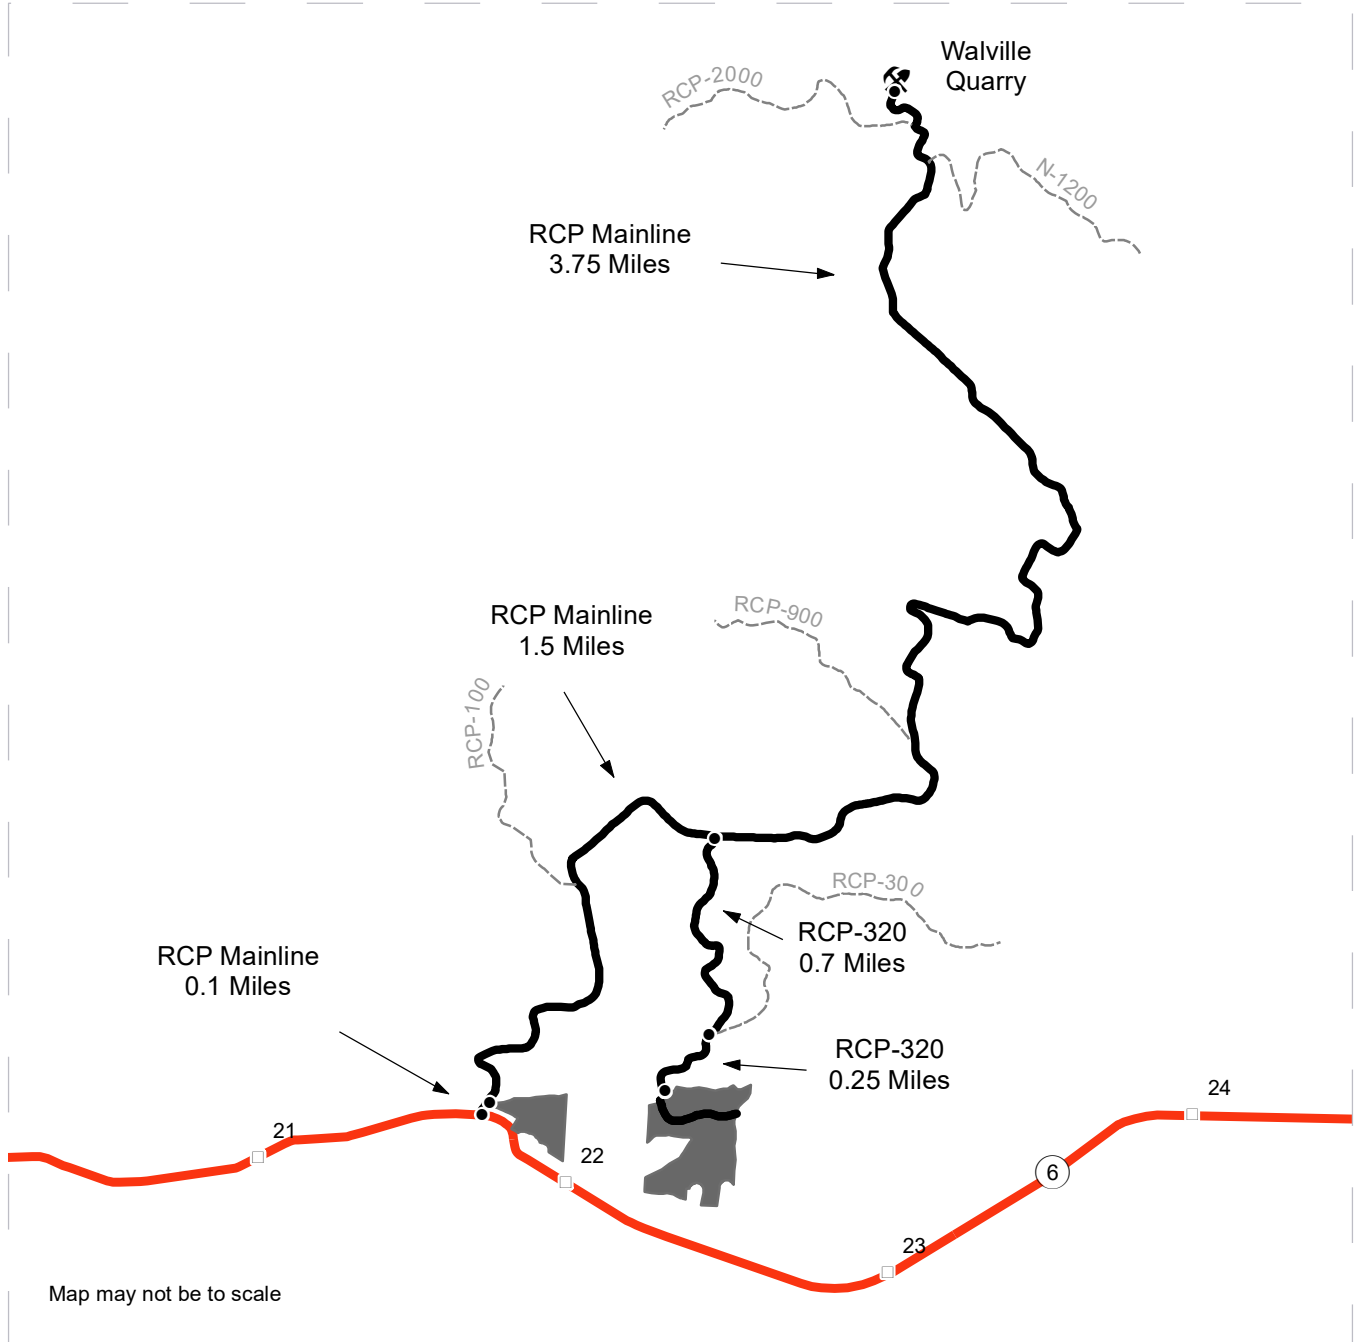 Walville
Quarry
RCP-2000
N-1200
RCP Mainline
3.75 Miles
RCP Mainline
1.5 Miles
RCP-900
RCP-100
RCP-300
RCP-320
0.7 Miles
RCP Mainline
0.1 Miles
RCP-320
0.25 Miles
24
21
22
6
23
Map may not be to scale